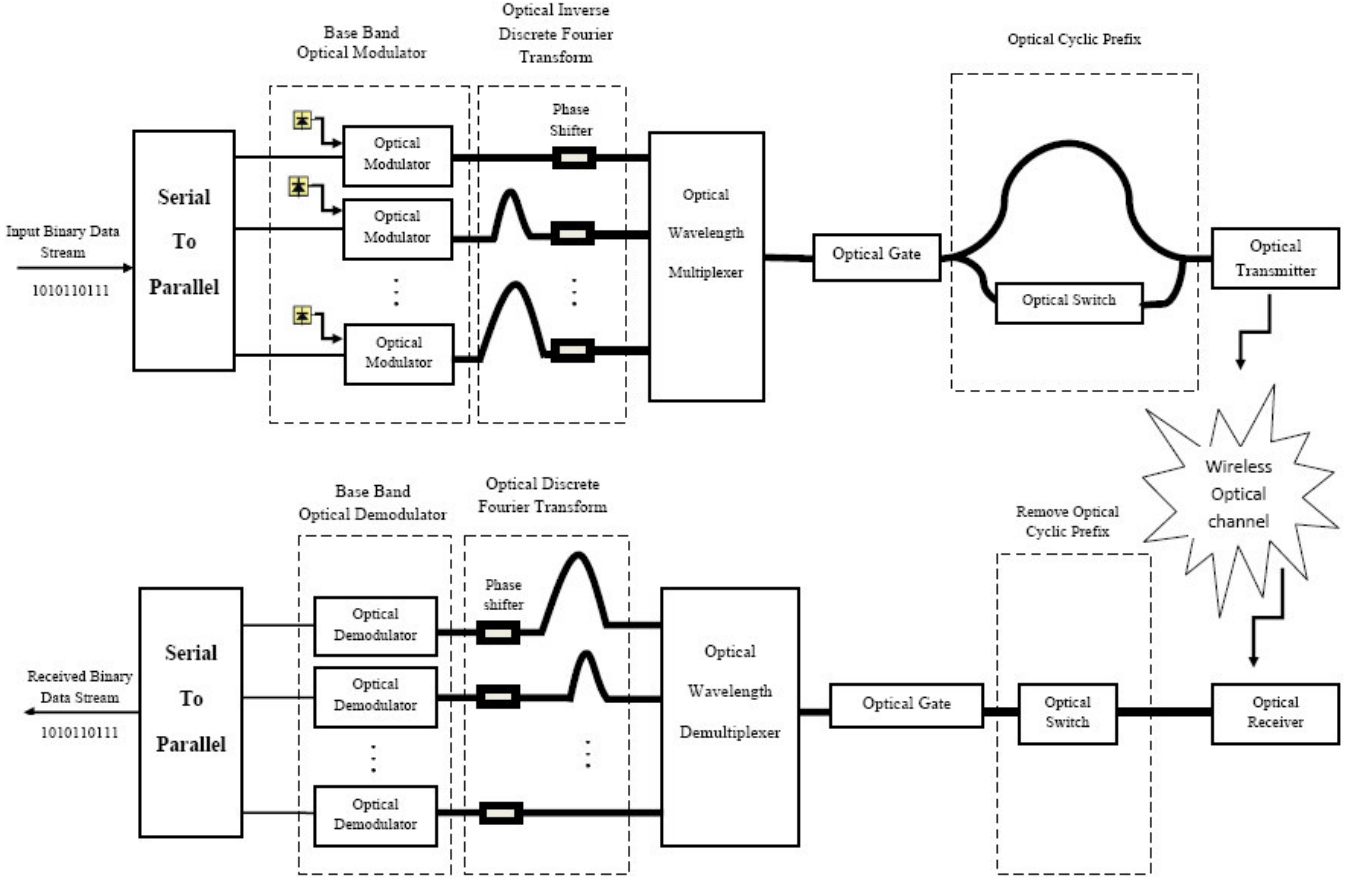 Base Band
Optical Modulator
Optical Inverse
Discrete Fourier
Transform
Optical Cyclic Prefix
Input Binary Data
Stream
1010110111
Serial
To
Parallel
Optical
Modulator
Optical
Modulator
Optical
Modulator
Phase
Shifter
Optical
Wavelength
Multiplexer
Optical Gate
Optical Switch
Optical
Transmitter
Wireless
Optical
channel
Base Band
Optical Demodulator
Optical Discrete
Fourier Transform
Remove Optical
Cyclic Prefix
Received Binary
Data Stream
1010110111
Serial
To
Parallel
Optical
Demodulator
Optical
Demodulator
Optical
Demodulator
Phase
shifter
Optical
Wavelength
Demultiplexer
Optical Gate
Optical
Switch
Optical
Receiver